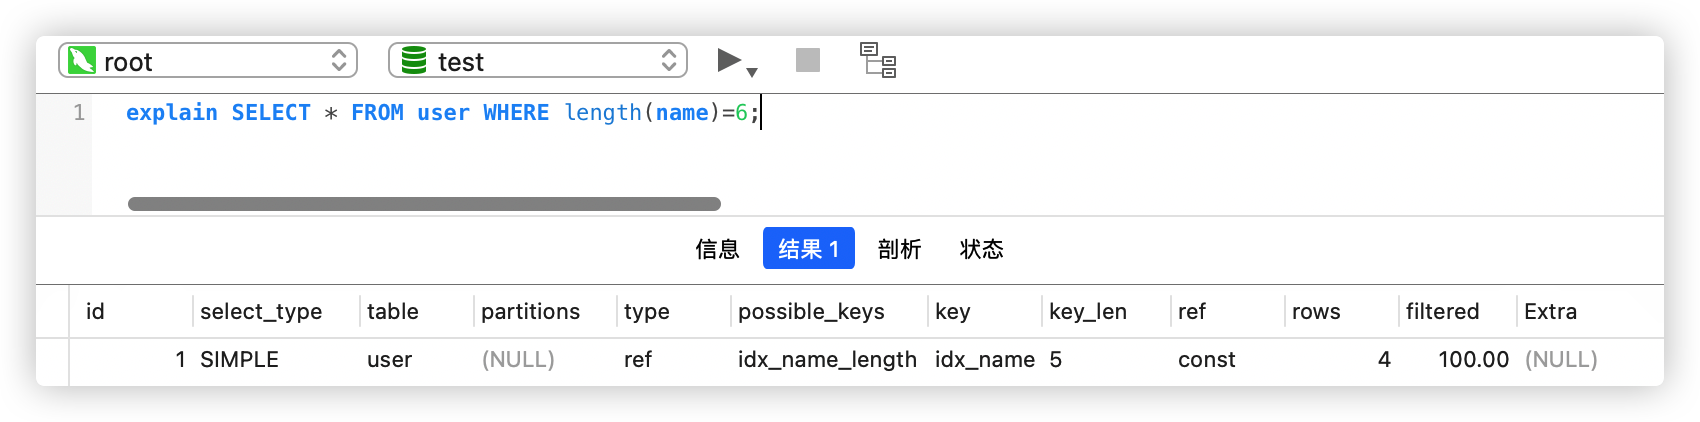 root test
1 explain SELECT * FROM user WHERE length(name)=6;
信息 结果 1 剖析 状态
id select_type table partitions type possible_keys key key_len ref rows filtered Extra
1 SIMPLE user (NULL) ref idx_name_length idx_name 5 const 4 100.00 (NULL)